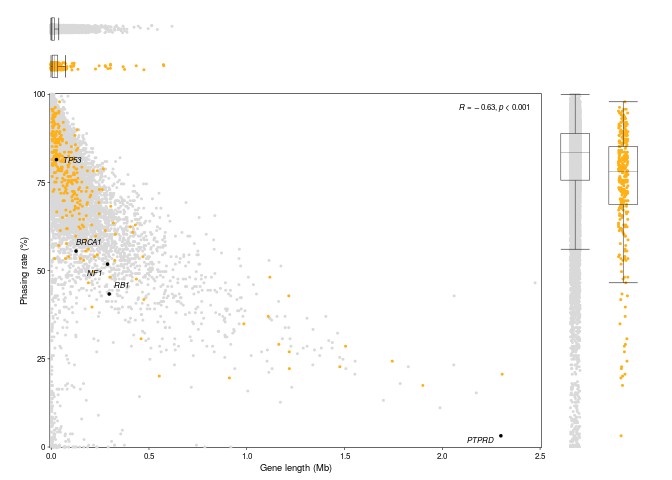 100
R = − 0.63, p < 0.001
TP53
75
Phasing rate (%)
BRCA1
50
NF1
RB1
25
PTPRD
0
0.0 0.5 1.0 1.5 2.0 2.5
Gene length (Mb)